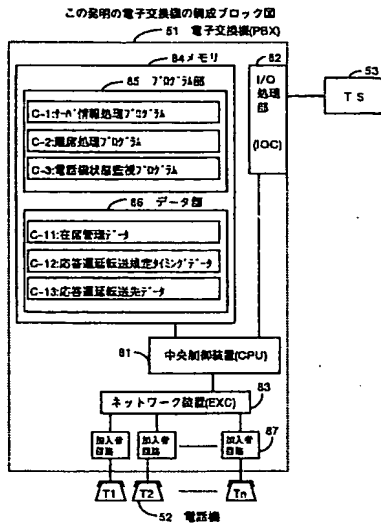 この発明の電子交換機の構成ブロック図
51 電子交換機(PBX)
84メモリ
85 プログラム部
C-1:サーバ情報処理プログラム
C-2:離席処理プログラム
C-3:電話機状態監視プログラム
86 データ部
C-11:在席管理データ
C-12:応答遅延転送規定タイミングデータ
C-13:応答遅延転送先データ
82
I/O
処理
部
(IOC)
53
TS
81
中央制御装置(CPU)
83
ネットワーク装置(EXC)
87
加入者
回路
加入者
回路
加入者
回路
T1
T2
Tn
52 電話機